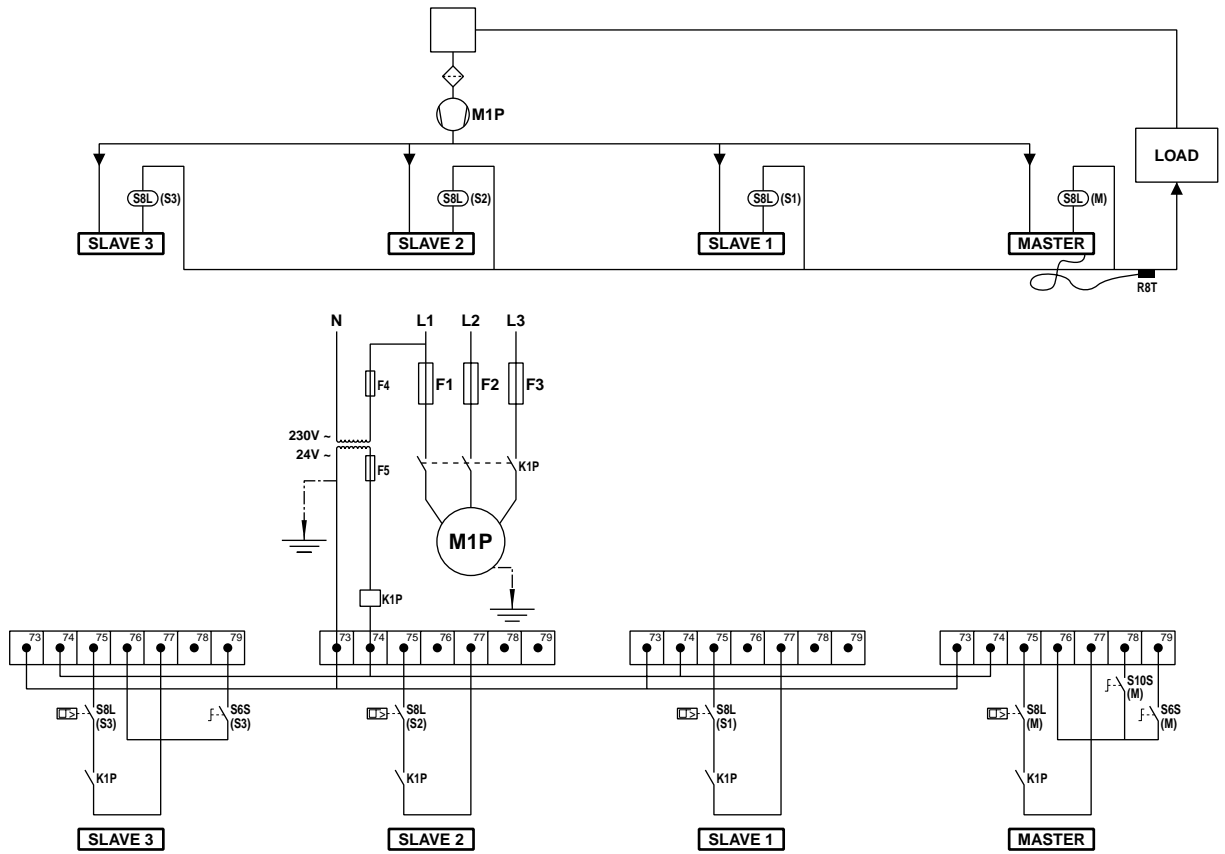 M1P
LOAD
S8L (S3)
S8L (S2)
S8L (S1)
S8L (M)
SLAVE 3
SLAVE 2
SLAVE 1
MASTER
R8T
N
L1
L2
L3
F4
F1
F2
F3
230V ~
24V ~
F5
K1P
M1P
K1P
73 74 75 76 77 78 79
73 74 75 76 77 78 79
73 74 75 76 77 78 79
73 74 75 76 77 78 79
S8L
(S3)
S6S
(S3)
S8L
(S2)
S8L
(S1)
S8L
(M)
S10S
(M)
S6S
(M)
K1P
K1P
K1P
K1P
SLAVE 3
SLAVE 2
SLAVE 1
MASTER